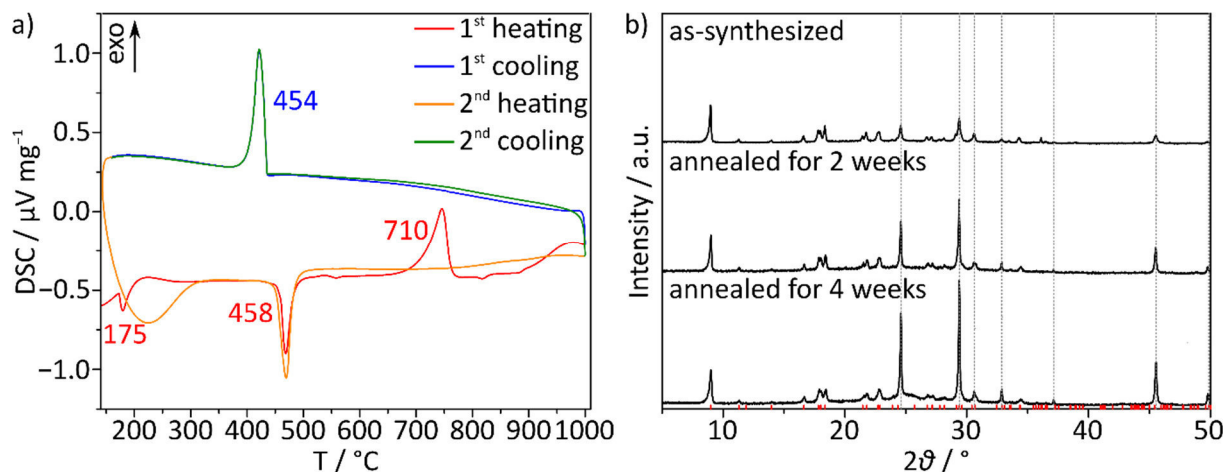 a)
exo
1st heating
1st cooling
2nd heating
2nd cooling
454
710
458
175
1.0
0.5
0.0
−0.5
−1.0
DSC / µV mg−1
200 300 400 500 600 700 800 900 1000
T / °C
b)
as-synthesized
annealed for 2 weeks
annealed for 4 weeks
Intensity / a.u.
10 20 30 40 50
2ϑ / °